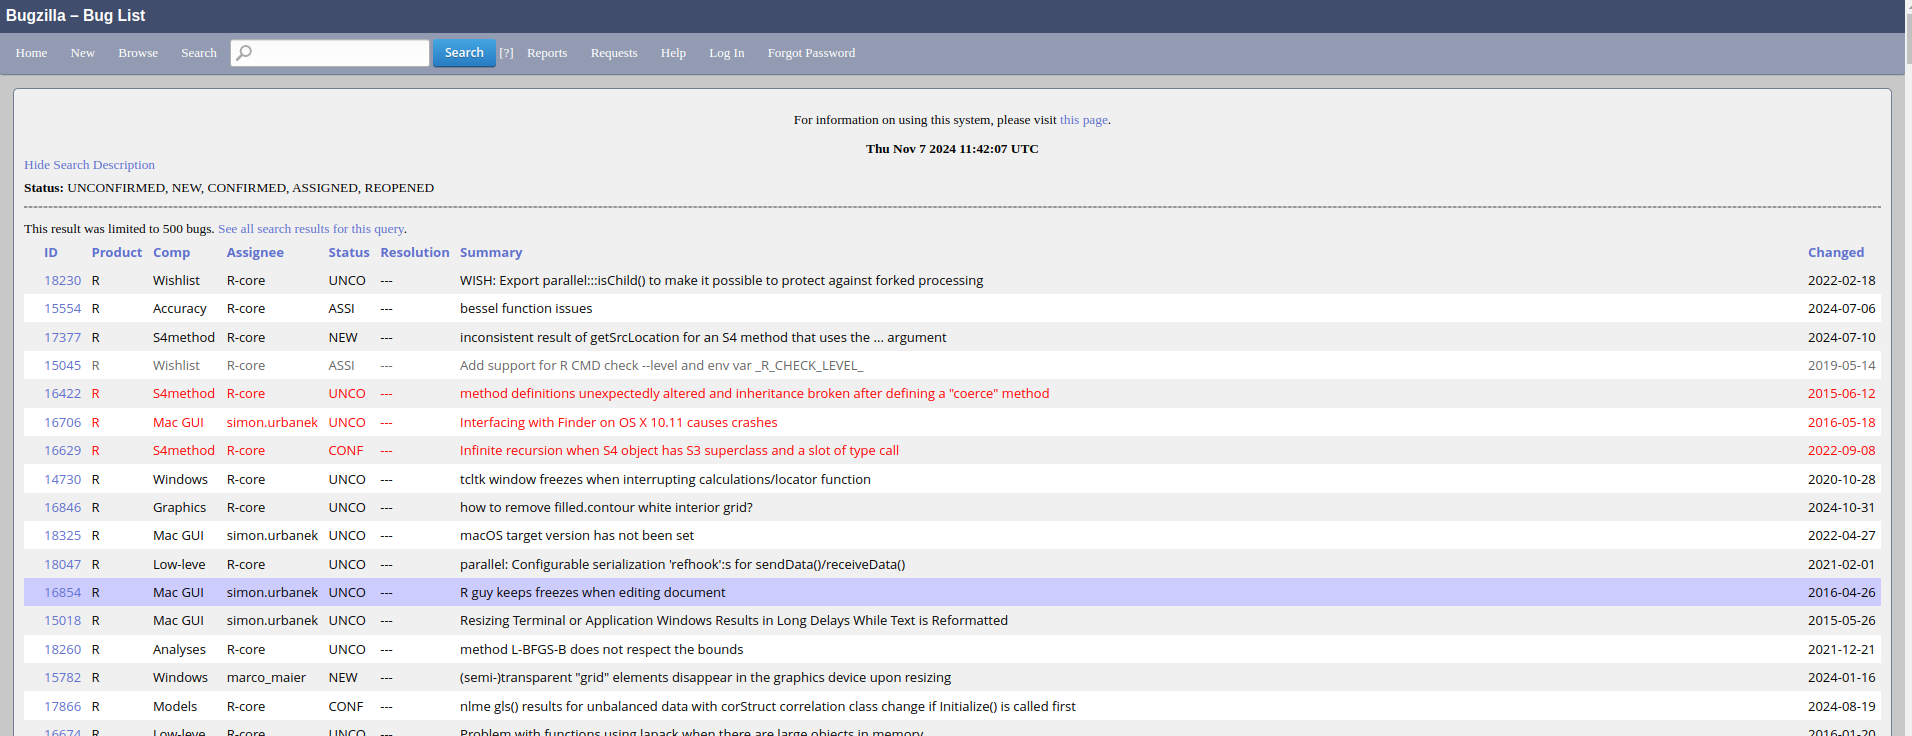 Bugzilla – Bug List
Home New Browse Search Search [?] Reports Requests Help Log In Forgot Password
For information on using this system, please visit this page.
Thu Nov 7 2024 11:42:07 UTC
Hide Search Description
Status: UNCONFIRMED, NEW, CONFIRMED, ASSIGNED, REOPENED
This result was limited to 500 bugs. See all search results for this query.
ID Product Comp Assignee Status Resolution Summary Changed
18230 R Wishlist R-core UNCO --- WISH: Export parallel:::isChild() to make it possible to protect against forked processing 2022-02-18
15554 R Accuracy R-core ASSI --- bessel function issues 2024-07-06
17377 R S4method R-core NEW --- inconsistent result of getSrcLocation for an S4 method that uses the ... argument 2024-07-10
15045 R Wishlist R-core ASSI --- Add support for R CMD check --level and env var _R_CHECK_LEVEL_ 2019-05-14
16422 R S4method R-core UNCO --- method definitions unexpectedly altered and inheritance broken after defining a "coerce" method 2015-06-12
16706 R Mac GUI simon.urbanek UNCO --- Interfacing with Finder on OS X 10.11 causes crashes 2016-05-18
16629 R S4method R-core CONF --- Infinite recursion when S4 object has S3 superclass and a slot of type call 2022-09-08
14730 R Windows R-core UNCO --- tcltk window freezes when interrupting calculations/locator function 2020-10-28
16846 R Graphics R-core UNCO --- how to remove filled.contour white interior grid? 2024-10-31
18325 R Mac GUI simon.urbanek UNCO --- macOS target version has not been set 2022-04-27
18047 R Low-leve R-core UNCO --- parallel: Configurable serialization 'refhook':s for sendData()/receiveData() 2021-02-01
16854 R Mac GUI simon.urbanek UNCO --- R guy keeps freezes when editing document 2016-04-26
15018 R Mac GUI simon.urbanek UNCO --- Resizing Terminal or Application Windows Results in Long Delays While Text is Reformatted 2015-05-26
18260 R Analyses R-core UNCO --- method L-BFGS-B does not respect the bounds 2021-12-21
15782 R Windows marco_maier NEW --- (semi-)transparent "grid" elements disappear in the graphics device upon resizing 2024-01-16
17866 R Models R-core CONF --- nlme gls() results for unbalanced data with corStruct correlation class change if Initialize() is called first 2024-08-19
16674 R Low-leve R-core UNCO --- Problem with functions using lapack when there are large objects in memory 2016-01-20